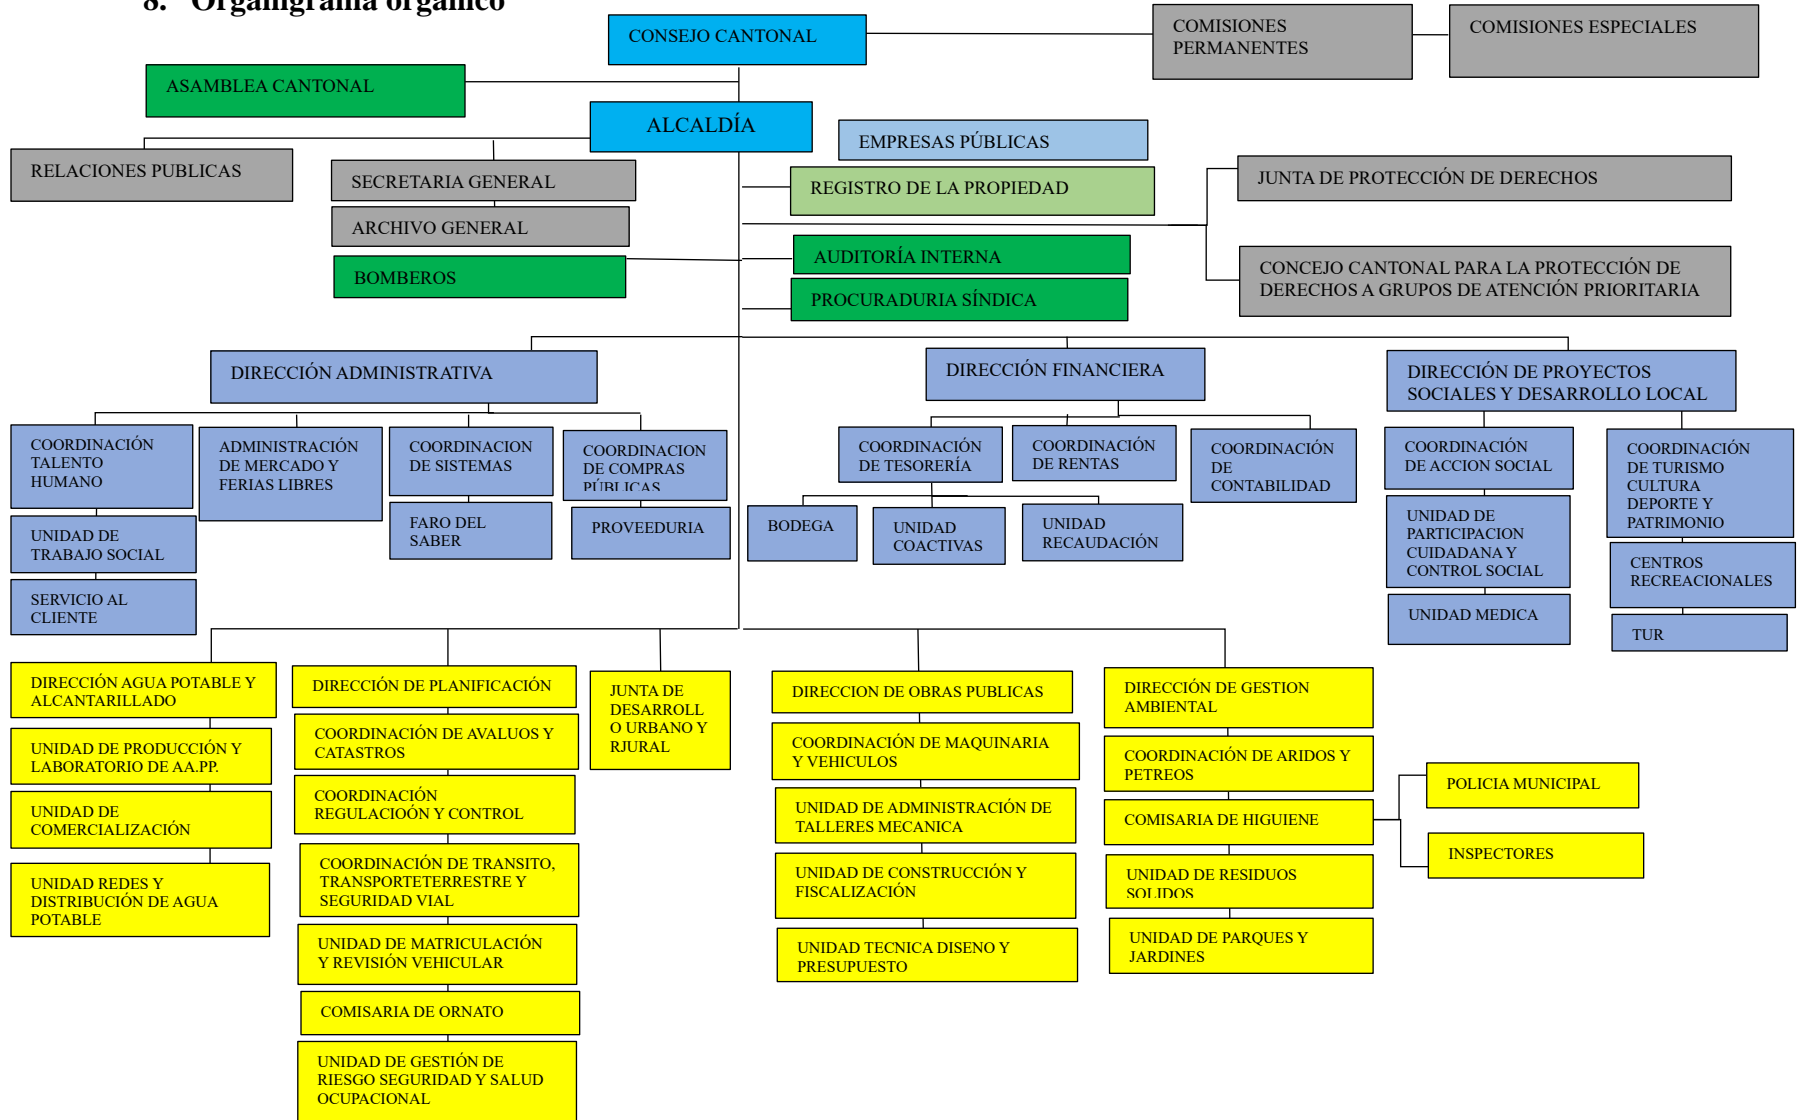 8. Organigrama orgánico
CONSEJO CANTONAL
COMISIONES
PERMANENTES
COMISIONES ESPECIALES
ASAMBLEA CANTONAL
ALCALDÍA
EMPRESAS PÚBLICAS
RELACIONES PUBLICAS
SECRETARIA GENERAL
REGISTRO DE LA PROPIEDAD
JUNTA DE PROTECCIÓN DE DERECHOS
ARCHIVO GENERAL
AUDITORÍA INTERNA
BOMBEROS
CONCEJO CANTONAL PARA LA PROTECCIÓN DE
DERECHOS A GRUPOS DE ATENCIÓN PRIORITARIA
PROCURADURIA SÍNDICA
DIRECCIÓN ADMINISTRATIVA
DIRECCIÓN FINANCIERA
DIRECCIÓN DE PROYECTOS
SOCIALES Y DESARROLLO LOCAL
COORDINACIÓN
TALENTO
HUMANO
ADMINISTRACIÓN
DE MERCADO Y
FERIAS LIBRES
COORDINACION
DE SISTEMAS
COORDINACION
DE COMPRAS
PÚBLICAS
COORDINACIÓN
DE TESORERÍA
COORDINACIÓN
DE RENTAS
COORDINACIÓN
DE
CONTABILIDAD
COORDINACIÓN
DE ACCION SOCIAL
COORDINACIÓN
DE TURISMO
CULTURA
DEPORTE Y
PATRIMONIO
UNIDAD DE
TRABAJO SOCIAL
FARO DEL
SABER
PROVEEDURIA
BODEGA
UNIDAD
COACTIVAS
UNIDAD
RECAUDACIÓN
UNIDAD DE
PARTICIPACION
CUIDADANA Y
CONTROL SOCIAL
CENTROS
RECREACIONALES
SERVICIO AL
CLIENTE
UNIDAD MEDICA
TUR
DIRECCIÓN AGUA POTABLE Y
ALCANTARILLADO
DIRECCIÓN DE PLANIFICACIÓN
JUNTA DE
DESARROLL
O URBANO Y
RJURAL
DIRECCION DE OBRAS PUBLICAS
DIRECCIÓN DE GESTION
AMBIENTAL
UNIDAD DE PRODUCCIÓN Y
LABORATORIO DE AA.PP.
COORDINACIÓN DE AVALUOS Y
CATASTROS
COORDINACIÓN DE MAQUINARIA
Y VEHICULOS
COORDINACIÓN DE ARIDOS Y
PETREOS
UNIDAD DE
COMERCIALIZACIÓN
COORDINACIÓN
REGULACIOÓN Y CONTROL
UNIDAD DE ADMINISTRACIÓN DE
TALLERES MECANICA
COMISARIA DE HIGUIENE
POLICIA MUNICIPAL
INSPECTORES
UNIDAD REDES Y
DISTRIBUCIÓN DE AGUA
POTABLE
COORDINACIÓN DE TRANSITO,
TRANSPORTETERRESTRE Y
SEGURIDAD VIAL
UNIDAD DE CONSTRUCCIÓN Y
FISCALIZACIÓN
UNIDAD DE RESIDUOS
SOLIDOS
UNIDAD DE MATRICULACIÓN
Y REVISIÓN VEHICULAR
UNIDAD TECNICA DISENO Y
PRESUPUESTO
UNIDAD DE PARQUES Y
JARDINES
COMISARIA DE ORNATO
UNIDAD DE GESTIÓN DE
RIESGO SEGURIDAD Y SALUD
OCUPACIONAL